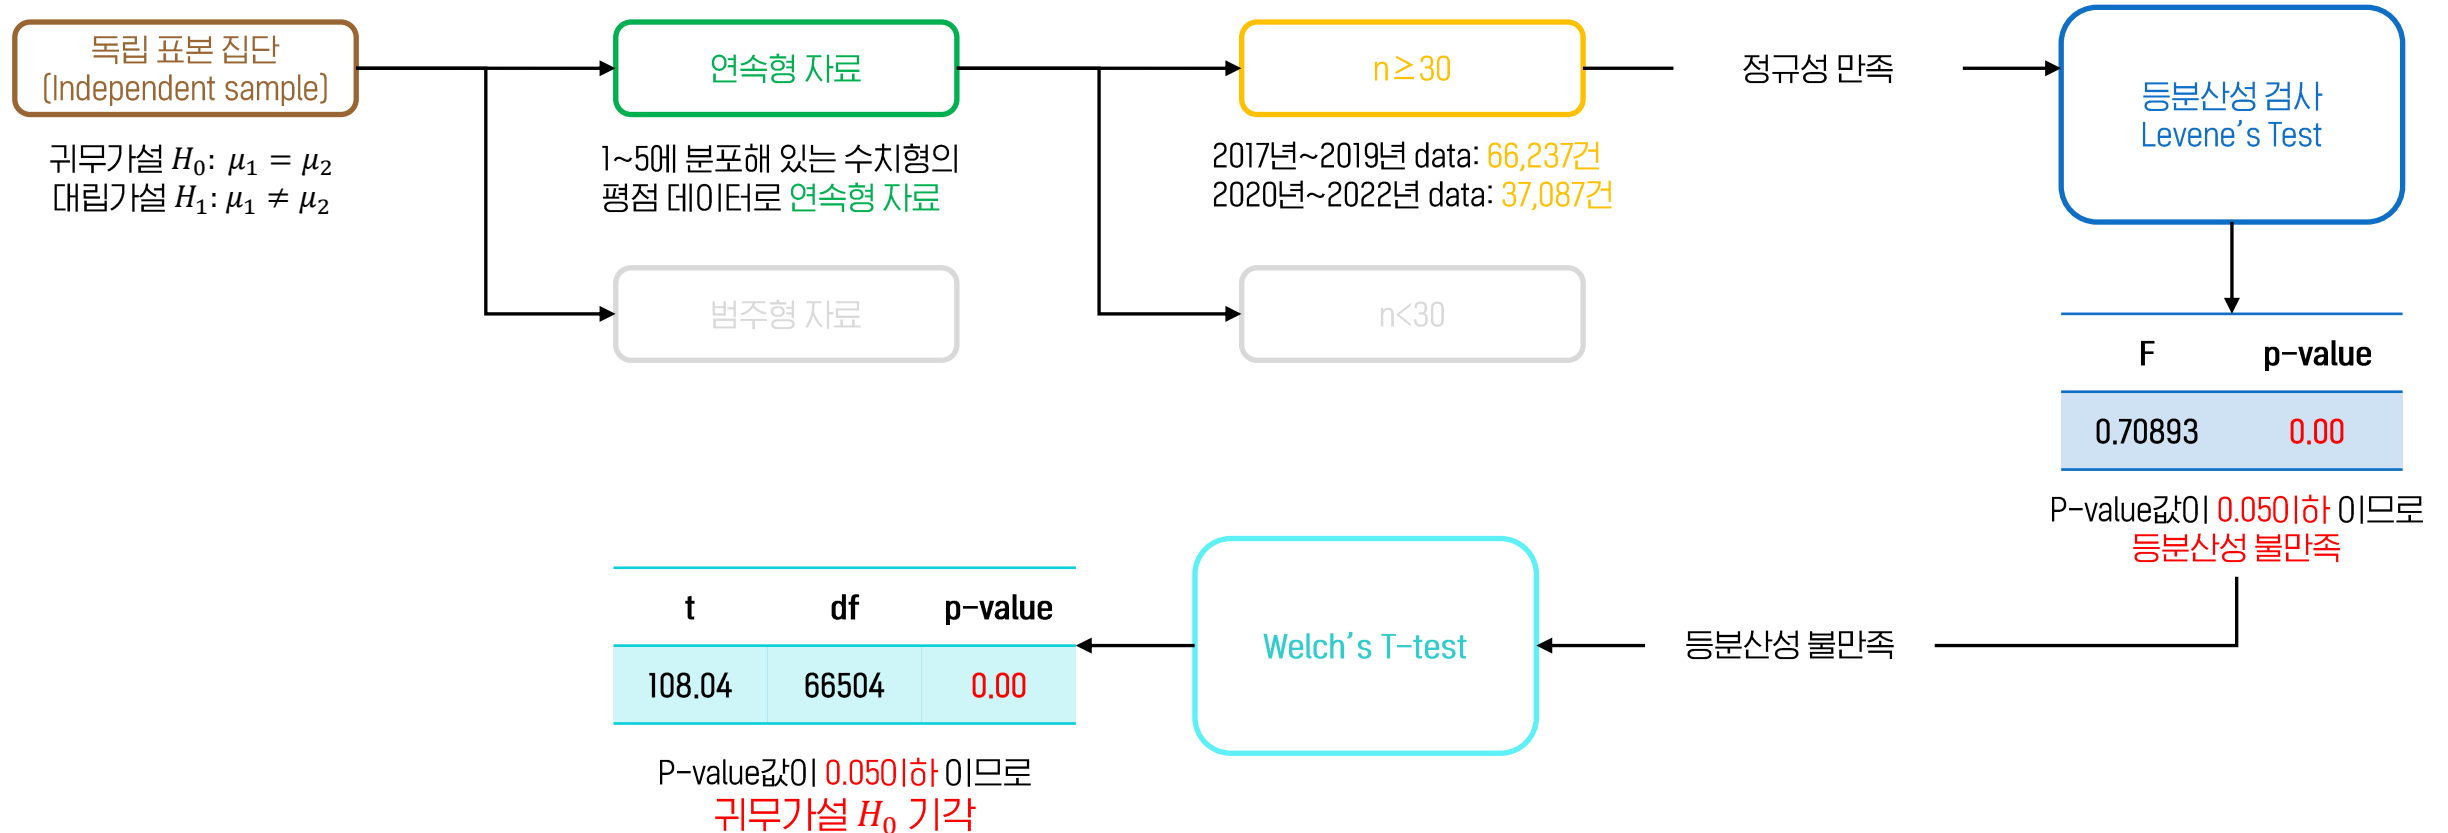 독립 표본 집단
(Independent sample)
귀무가설 H₀: μ₁ = μ₂
대립가설 H₁: μ₁ ≠ μ₂
연속형 자료
1~5에 분포해 있는 수치형의
평점 데이터로 연속형 자료
범주형 자료
n≥30
2017년~2019년 data: 66,237건
2020년~2022년 data: 37,087건
n<30
정규성 만족
등분산성 검사
Levene's Test
F p-value
0.70893 0.00
P-value값이 0.05이하 이므로
등분산성 불만족
등분산성 불만족
Welch's T-test
t df p-value
108.04 66504 0.00
P-value값이 0.05이하 이므로
귀무가설 H₀ 기각